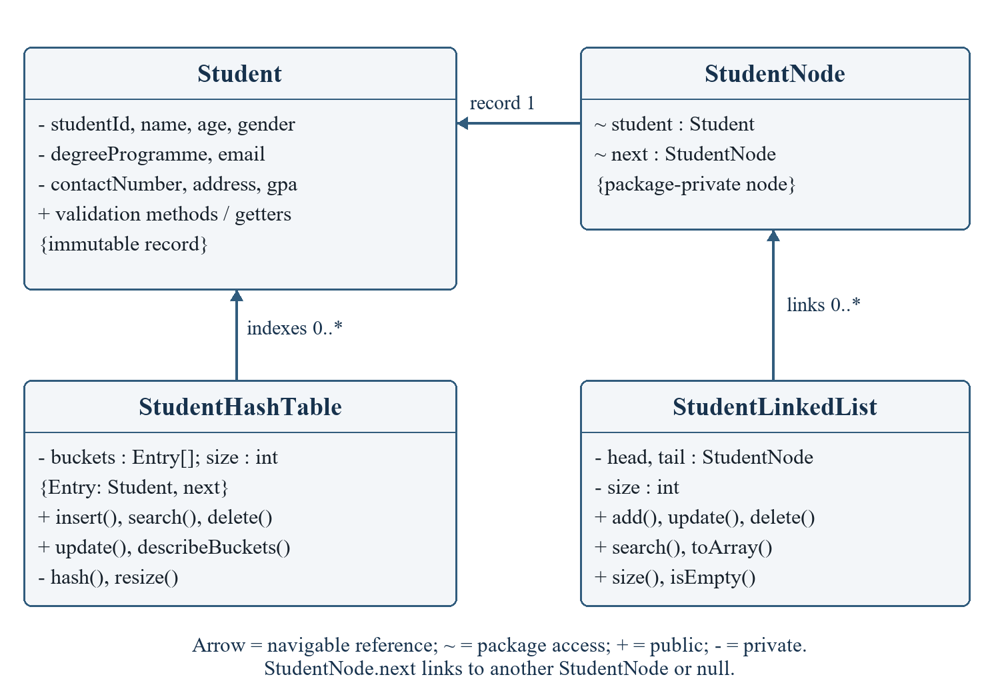 Student
- studentId, name, age, gender
- degreeProgramme, email
- contactNumber, address, gpa
+ validation methods / getters
{immutable record}
record 1
StudentNode
~ student : Student
~ next : StudentNode
{package-private node}
indexes 0..*
links 0..*
StudentHashTable
- buckets : Entry[]; size : int
{Entry: Student, next}
+ insert(), search(), delete()
+ update(), describeBuckets()
- hash(), resize()
StudentLinkedList
- head, tail : StudentNode
- size : int
+ add(), update(), delete()
+ search(), toArray()
+ size(), isEmpty()
Arrow = navigable reference; ~ = package access; + = public; - = private.
StudentNode.next links to another StudentNode or null.